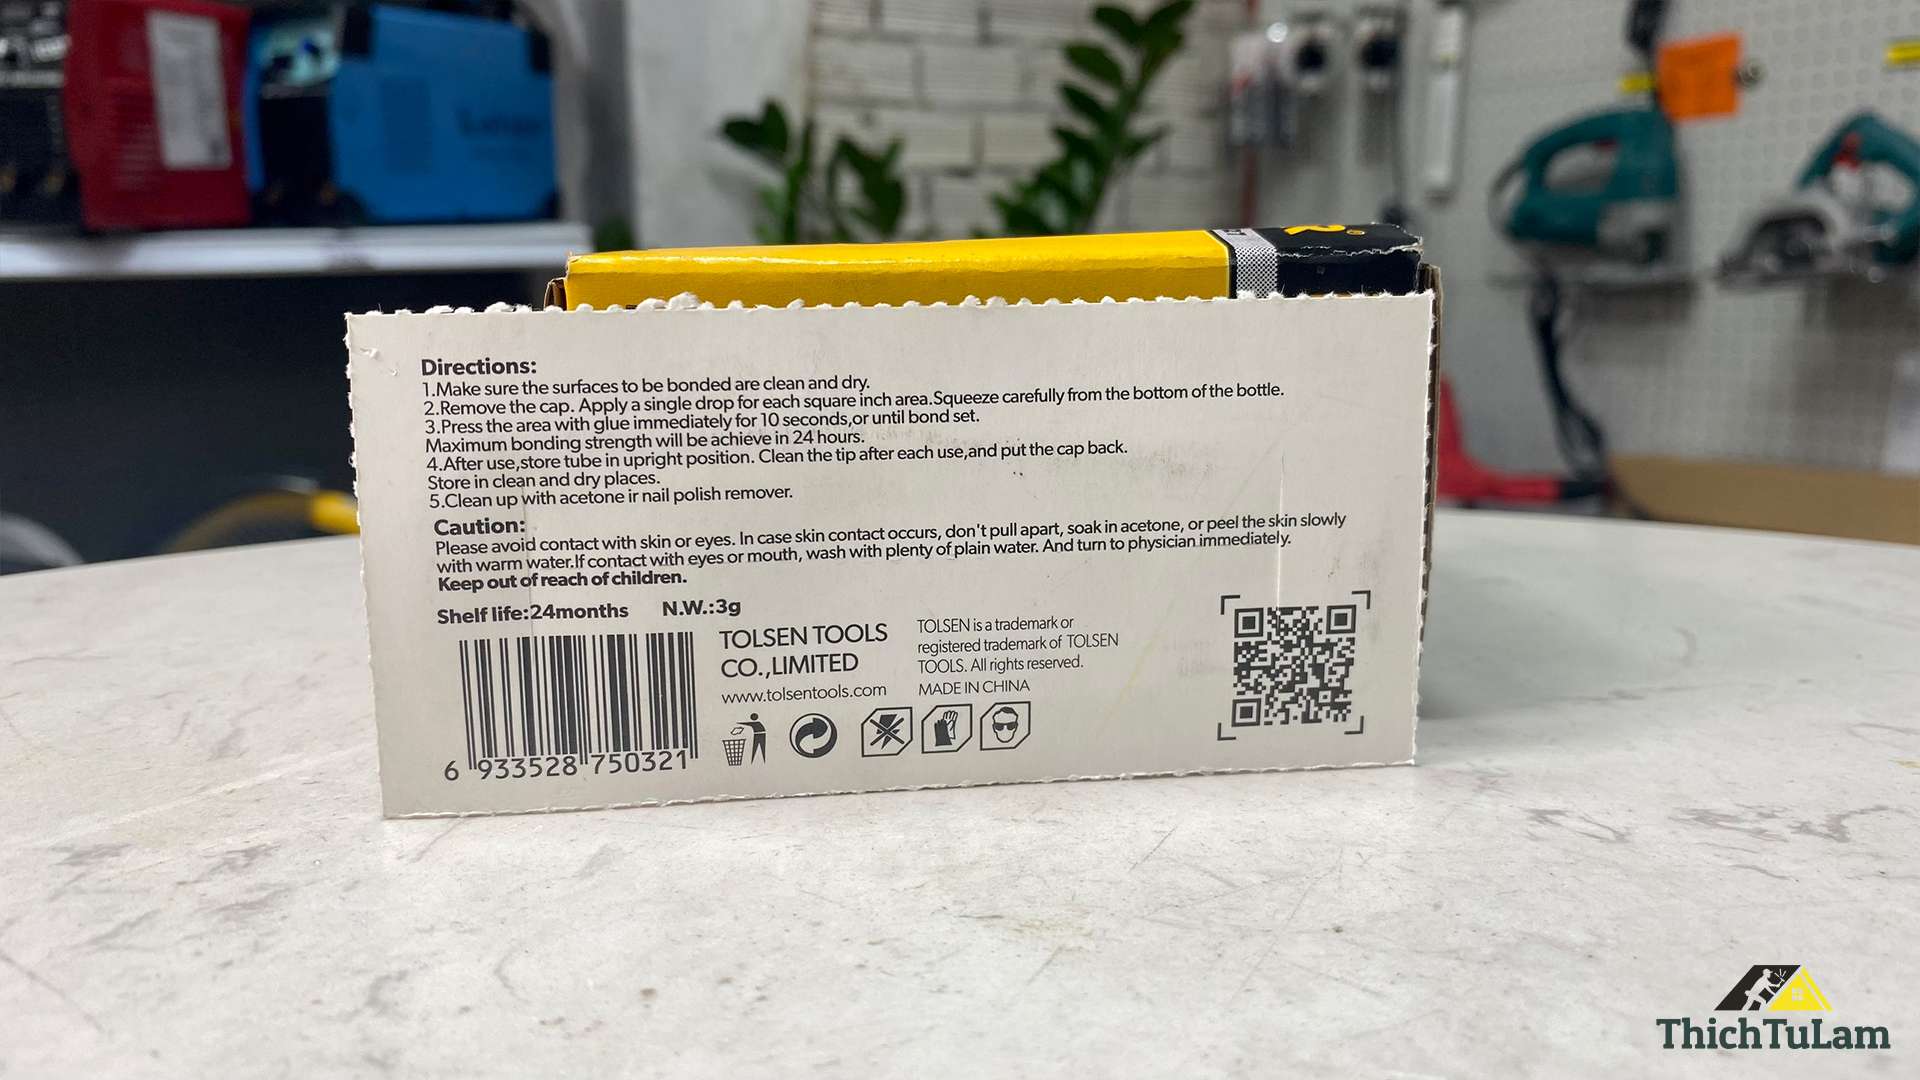 Directions:
1.Make sure the surfaces to be bonded are clean and dry.
2.Remove the cap. Apply a single drop for each square inch area.Squeeze carefully from the bottom of the bottle.
3.Press the area with glue immediately for 10 seconds,or until bond set.
Maximum bonding strength will be achieve in 24 hours.
4.After use,store tube in upright position. Clean the tip after each use,and put the cap back.
Store in clean and dry places.
5.Clean up with acetone ir nail polish remover.
Caution:
Please avoid contact with skin or eyes. In case skin contact occurs, don't pull apart, soak in acetone, or peel the skin slowly
with warm water.If contact with eyes or mouth, wash with plenty of plain water. And turn to physician immediately.
Keep out of reach of children.
Shelf life:24months N.W.:3g
TOLSEN TOOLS
CO.,LIMITED
www.tolsentools.com
TOLSEN is a trademark or
registered trademark of TOLSEN
TOOLS. All rights reserved.
MADE IN CHINA
6 933528 750321
ThichTuLam